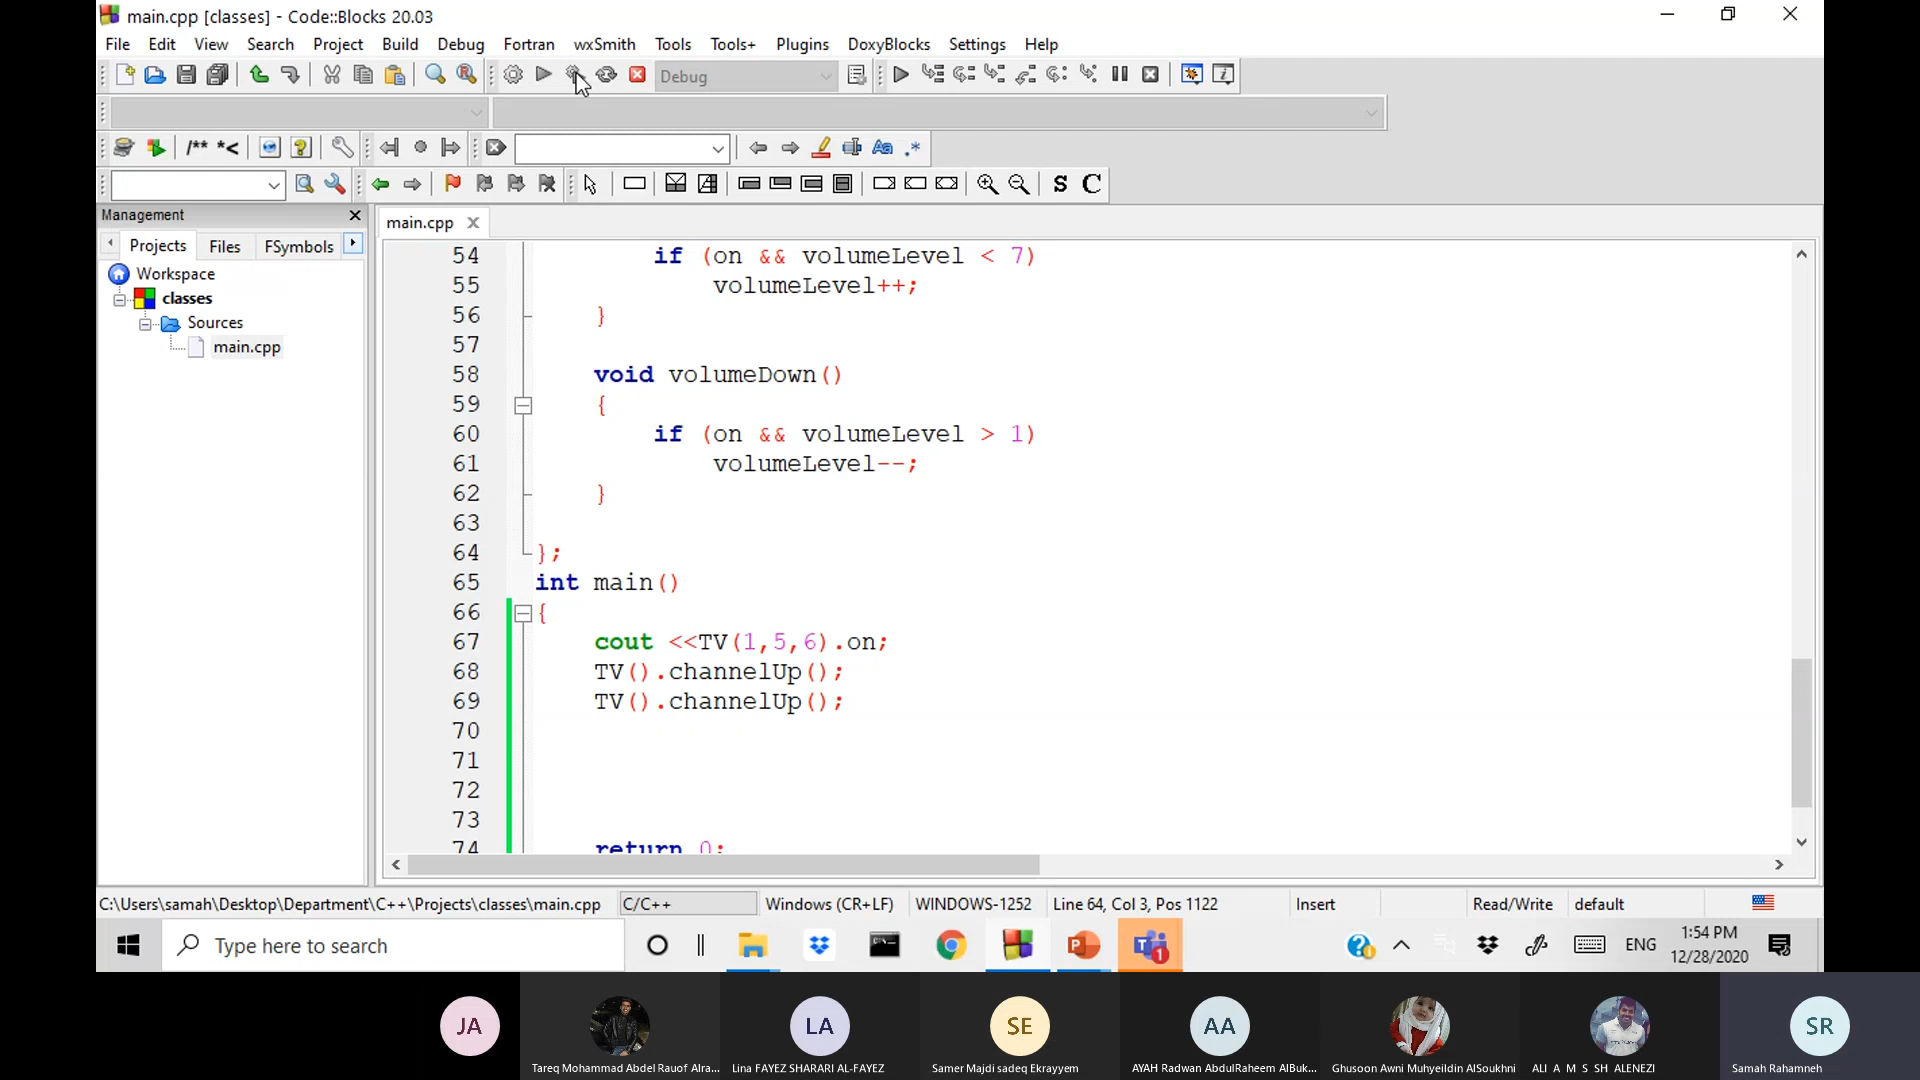 main.cpp [classes] - Code::Blocks 20.03
File Edit View Search Project Build Debug Fortran wxSmith Tools Tools+ Plugins DoxyBlocks Settings Help
Debug
/** *<
Aa .*
S C
Management
Projects Files FSymbols
Workspace
classes
Sources
main.cpp
main.cpp
54 if (on && volumeLevel < 7)
55 volumeLevel++;
56 }
57
58 void volumeDown()
59 {
60 if (on && volumeLevel > 1)
61 volumeLevel--;
62 }
63
64 };
65 int main()
66 {
67 cout <<TV(1,5,6).on;
68 TV().channelUp();
69 TV().channelUp();
70
71
72
73
74 return 0;
C:\Users\samah\Desktop\Department\C++\Projects\classes\main.cpp C/C++ Windows (CR+LF) WINDOWS-1252 Line 64, Col 3, Pos 1122 Insert Read/Write default
Type here to search
ENG
1:54 PM
12/28/2020
JA LA SE AA SR
Tareq Mohammad Abdel Rauof Alra... Lina FAYEZ SHARARI AL-FAYEZ Samer Majdi sadeq Ekrayyem AYAH Radwan AbdulRaheem AlBuk... Ghusoon Awni Muhyeildin AlSoukhni ALI A M S SH ALENEZI Samah Rahamneh